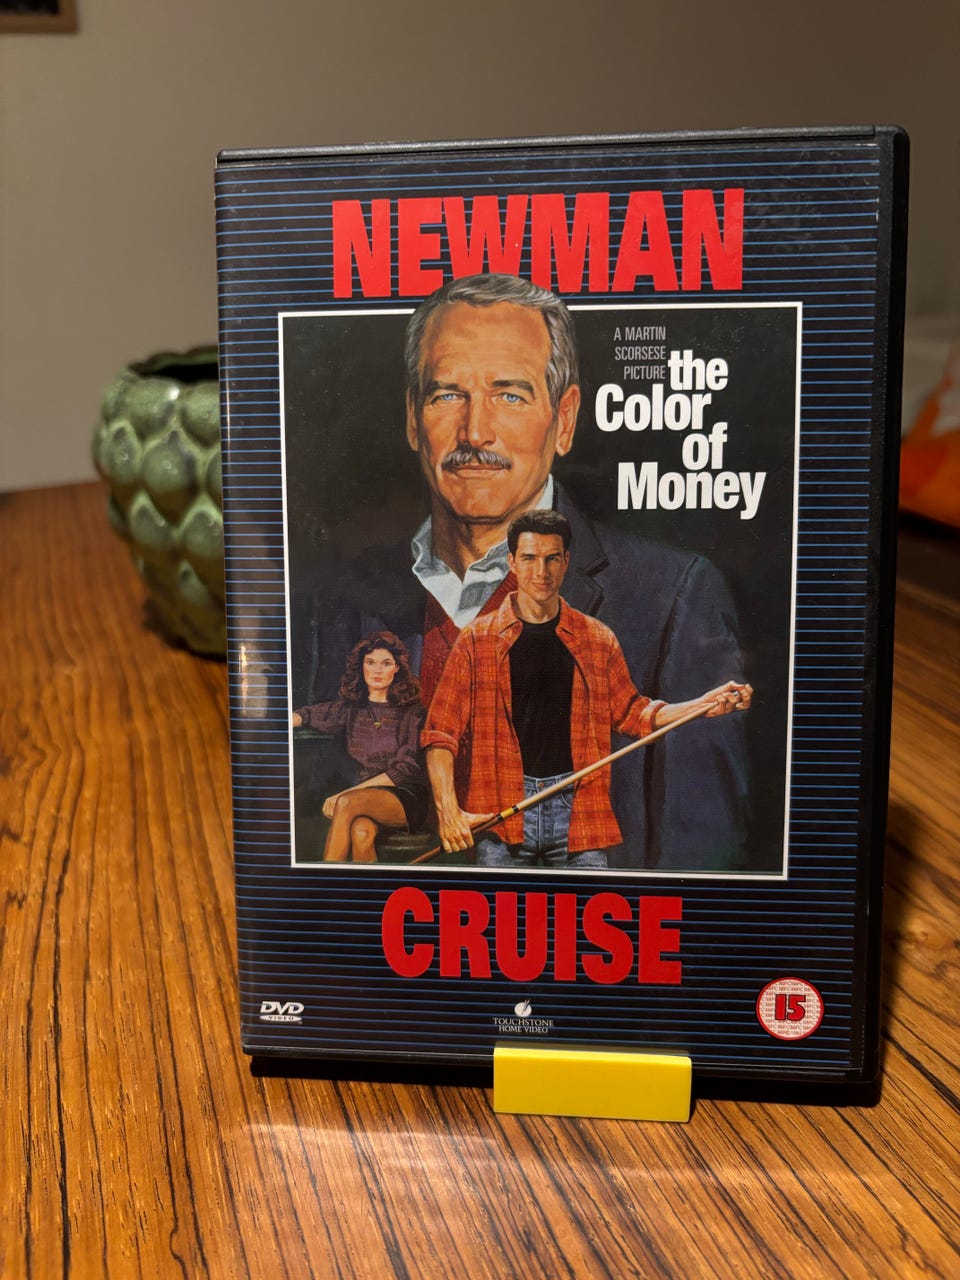 NEWMAN
A MARTIN
SCORSESE
PICTURE
the
Color
of
Money
CRUISE
DVD
VIDEO
TOUCHSTONE
HOME VIDEO
15